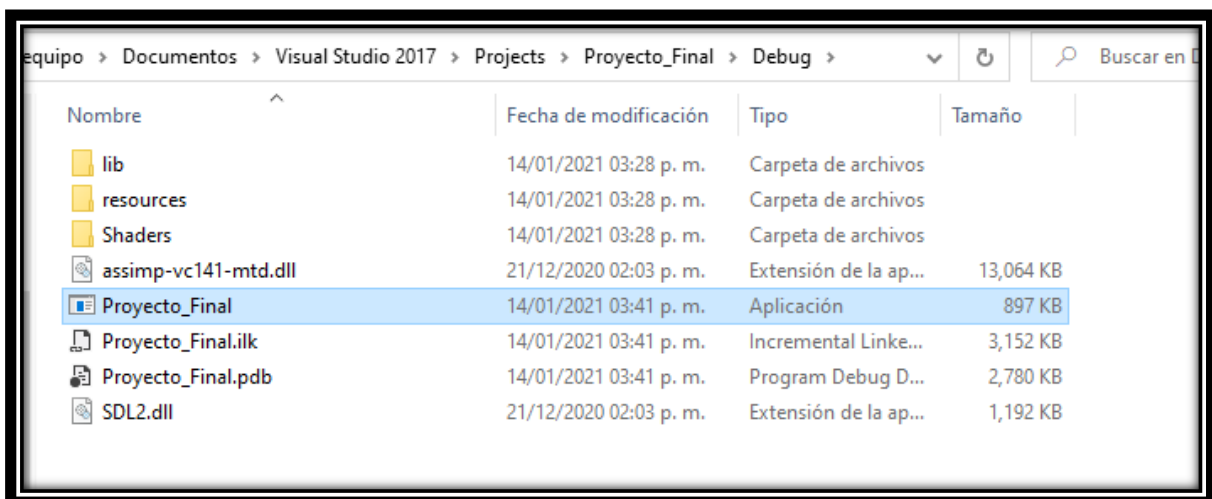 equipo > Documentos > Visual Studio 2017 > Projects > Proyecto_Final > Debug > Buscar en D
Nombre Fecha de modificación Tipo Tamaño
lib 14/01/2021 03:28 p. m. Carpeta de archivos
resources 14/01/2021 03:28 p. m. Carpeta de archivos
Shaders 14/01/2021 03:28 p. m. Carpeta de archivos
assimp-vc141-mtd.dll 21/12/2020 02:03 p. m. Extensión de la ap... 13,064 KB
Proyecto_Final 14/01/2021 03:41 p. m. Aplicación 897 KB
Proyecto_Final.ilk 14/01/2021 03:41 p. m. Incremental Linke... 3,152 KB
Proyecto_Final.pdb 14/01/2021 03:41 p. m. Program Debug D... 2,780 KB
SDL2.dll 21/12/2020 02:03 p. m. Extensión de la ap... 1,192 KB